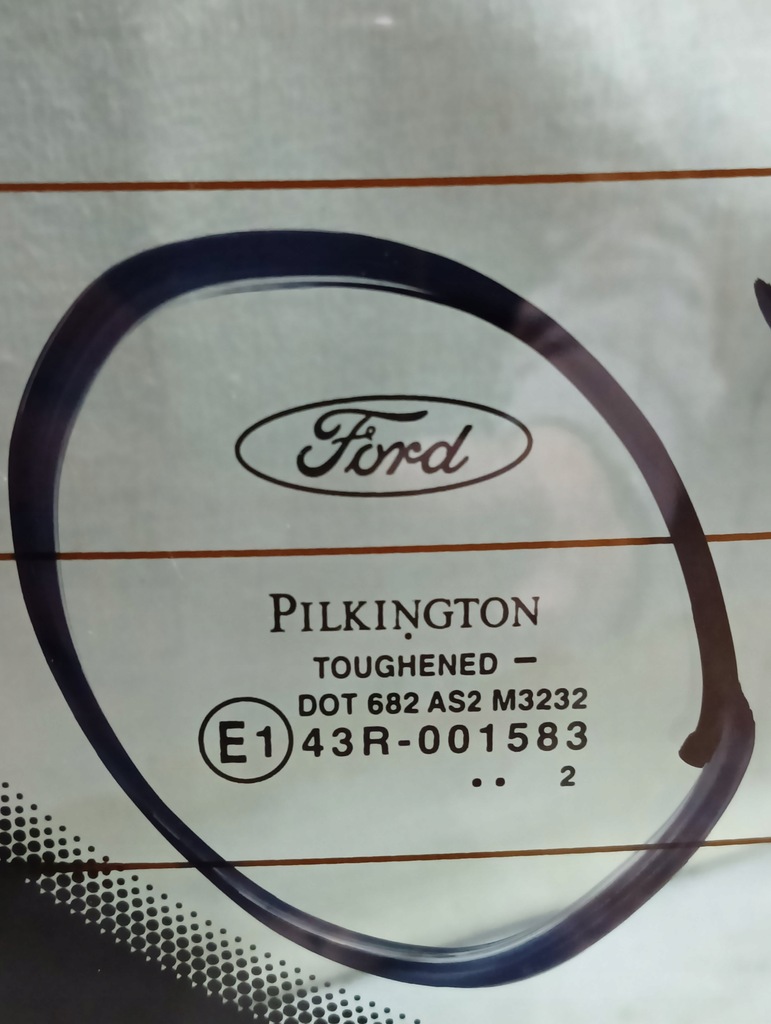 Ford
PILKINGTON
TOUGHENED –
DOT 682 AS2 M3232
E1 43R-001583
.. 2